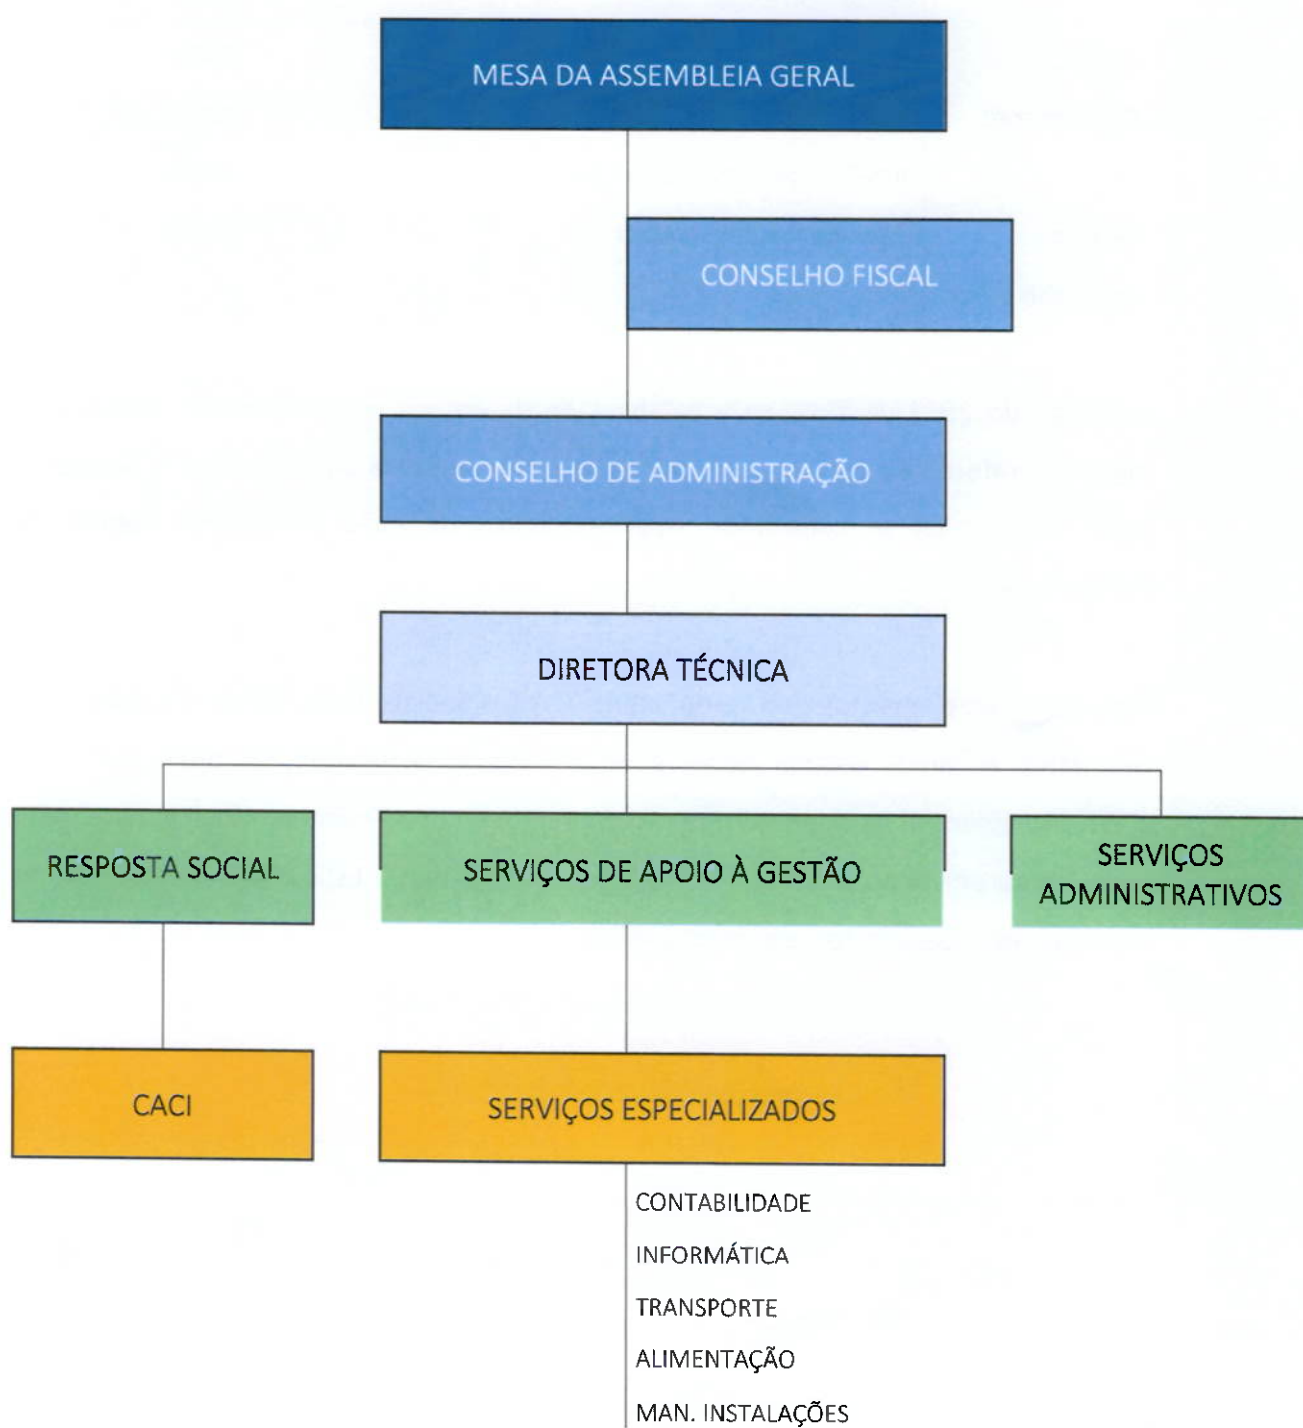 MESA DA ASSEMBLEIA GERAL
CONSELHO FISCAL
CONSELHO DE ADMINISTRAÇÃO
DIRETORA TÉCNICA
RESPOSTA SOCIAL
SERVIÇOS DE APOIO À GESTÃO
SERVIÇOS
ADMINISTRATIVOS
CACI
SERVIÇOS ESPECIALIZADOS
CONTABILIDADE
INFORMÁTICA
TRANSPORTE
ALIMENTAÇÃO
MAN. INSTALAÇÕES